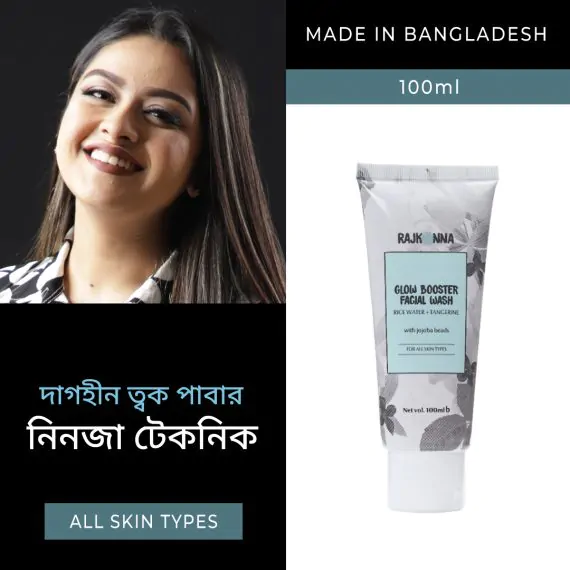 দাগহীন ত্বক পাবার
নিনজা টেকনিক
ALL SKIN TYPES
MADE IN BANGLADESH
100ml
RAJKONNA
GLOW BOOSTER
FACIAL WASH
RICE WATER + TANGERINE
with jojoba beads
FOR ALL SKIN TYPES
Net vol. 100ml